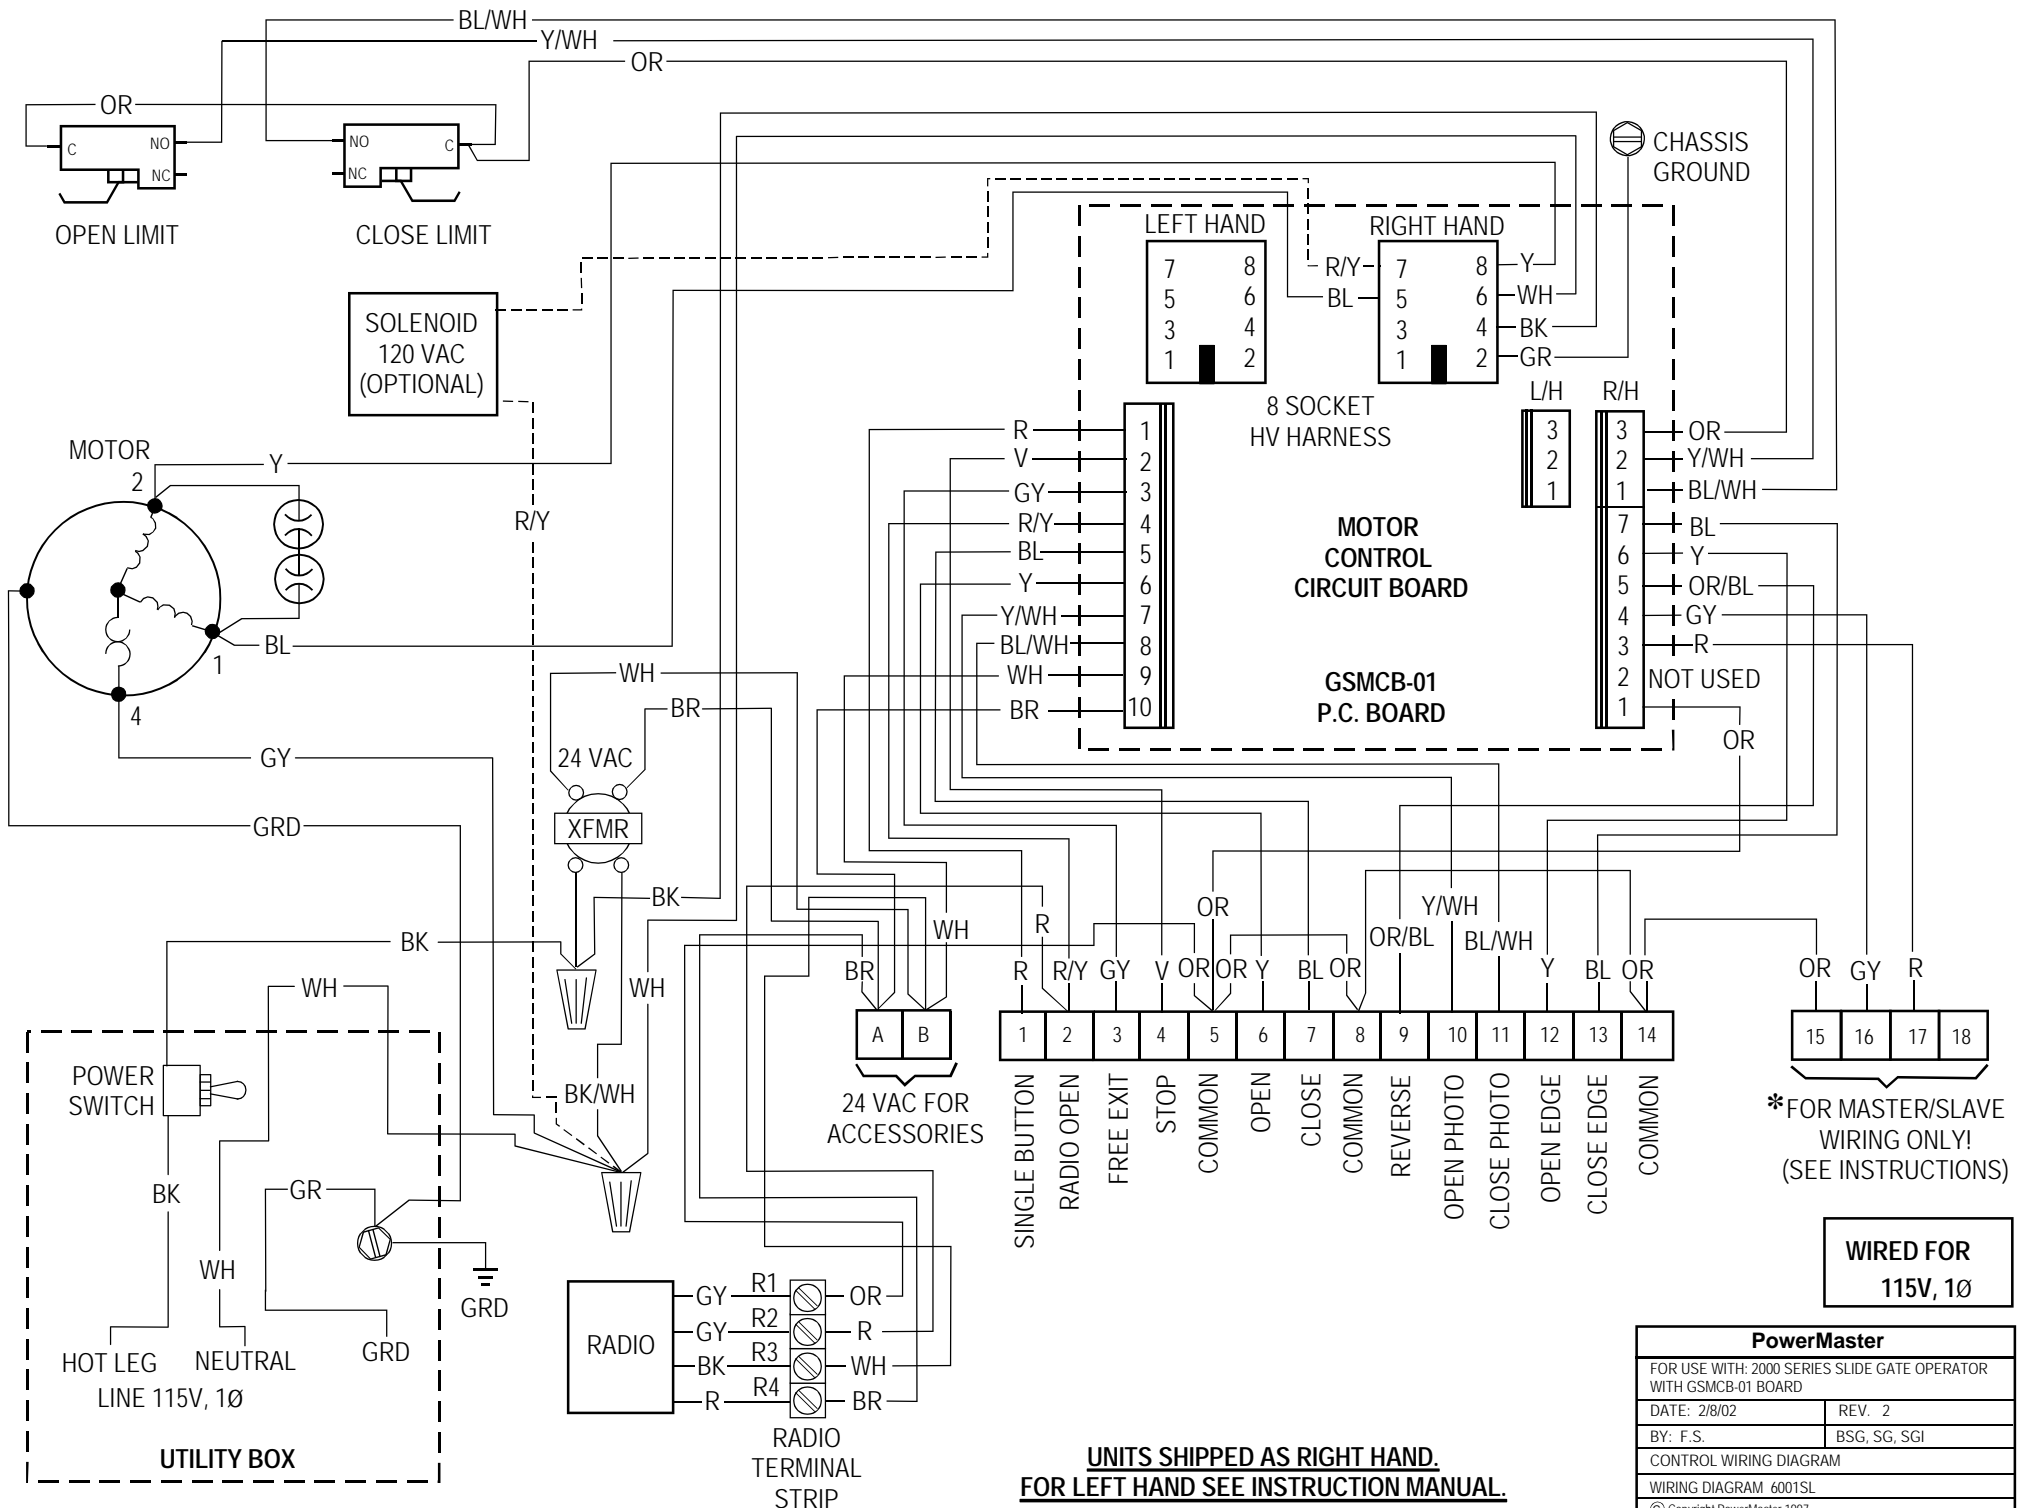 BL/WH
Y/WH
OR
OR
C
NO
NC
OPEN LIMIT
NO
C
NC
CLOSE LIMIT
CHASSIS
GROUND
LEFT HAND
7 8
5 6
3 4
1 2
RIGHT HAND
R/Y 7 8 Y
BL 5 6 WH
3 4 BK
1 2 GR
8 SOCKET
HV HARNESS
L/H
3
2
1
R/H
3 OR
2 Y/WH
1 BL/WH
7 BL
6 Y
5 OR/BL
4 GY
3 R
2 NOT USED
1
OR
R 1
V 2
GY 3
R/Y 4
BL 5
Y 6
Y/WH 7
BL/WH 8
WH 9
BR 10
MOTOR
CONTROL
CIRCUIT BOARD
GSMCB-01
P.C. BOARD
SOLENOID
120 VAC
(OPTIONAL)
R/Y
MOTOR
2
Y
1
BL
4
GY
GRD
WH
BR
24 VAC
XFMR
BK
BK
WH
WH
BK/WH
POWER
SWITCH
BK
GR
WH
GRD
HOT LEG
NEUTRAL
GRD
LINE 115V, 1Ø
UTILITY BOX
BR
WH
A B
24 VAC FOR
ACCESSORIES
R
R
R/Y
GY
V
OR
OR
OR
Y
BL
OR
OR/BL
Y/WH
BL/WH
Y
BL
OR
1 2 3 4 5 6 7 8 9 10 11 12 13 14
SINGLE BUTTON
RADIO OPEN
FREE EXIT
STOP
COMMON
OPEN
CLOSE
COMMON
REVERSE
OPEN PHOTO
CLOSE PHOTO
OPEN EDGE
CLOSE EDGE
COMMON
OR GY R
15 16 17 18
*FOR MASTER/SLAVE
WIRING ONLY!
(SEE INSTRUCTIONS)
RADIO
GY R1 OR
GY R2 R
BK R3 WH
R R4 BR
RADIO
TERMINAL
STRIP
UNITS SHIPPED AS RIGHT HAND.
FOR LEFT HAND SEE INSTRUCTION MANUAL.
WIRED FOR
115V, 1Ø
PowerMaster
FOR USE WITH: 2000 SERIES SLIDE GATE OPERATOR
WITH GSMCB-01 BOARD
DATE: 2/8/02 REV. 2
BY: F.S. BSG, SG, SGI
CONTROL WIRING DIAGRAM
WIRING DIAGRAM 6001SL
© Copyright PowerMaster 1997